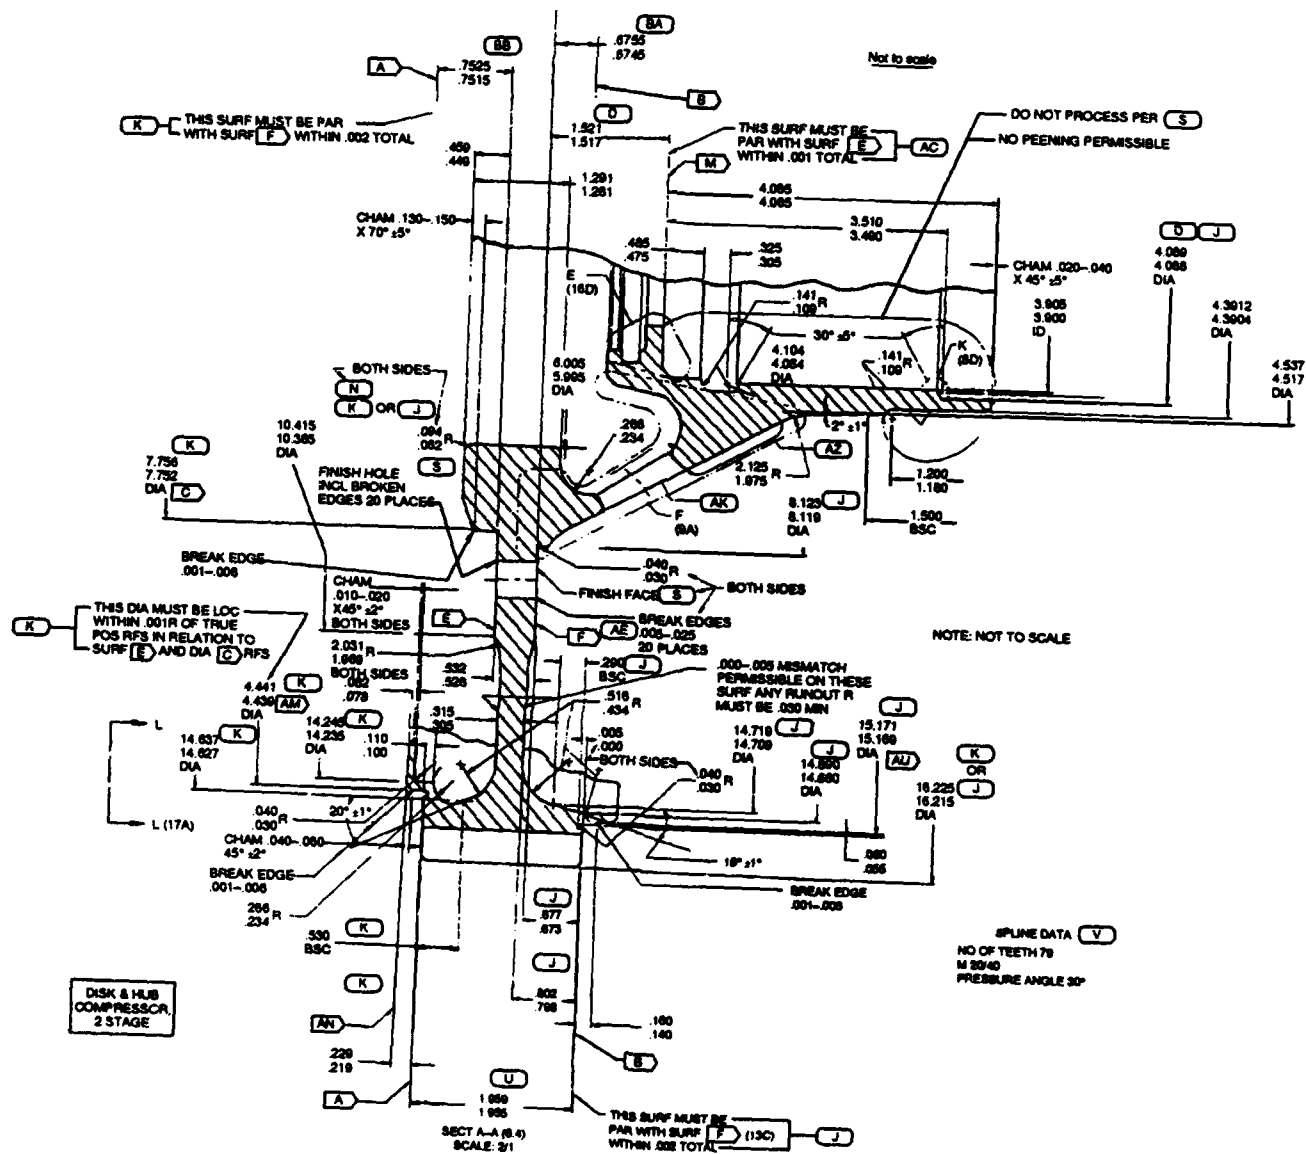 BA
.6755
.6745
BB
A
.7525
.7515
Not to scale
B
D
1.521
1.517
K
THIS SURF MUST BE PAR
WITH SURF F WITHIN .002 TOTAL
THIS SURF MUST BE
PAR WITH SURF E
WITHIN .001 TOTAL
AC
M
DO NOT PROCESS PER S
NO PEENING PERMISSIBLE
.459
.449
1.291
1.261
4.085
4.065
3.510
3.490
CHAM .130-.150
X 70° ±5°
.485
.475
.325
.305
D J
4.089
4.088
DIA
CHAM .020-.040
X 45° ±5°
E
(16D)
.141 R
.109
30° ±5°
3.905
3.900
ID
4.3912
4.3904
DIA
4.537
4.517
DIA
K
(8D)
.141 R
.109
4.104
4.084
DIA
6.005
5.995
DIA
BOTH SIDES
N
K OR J
.094 R
.062
.266
.234
2° ±1°
10.415
10.365
DIA
K
7.756
7.752
DIA C
S
FINISH HOLE
INCL BROKEN
EDGES 20 PLACES
AZ
2.125 R
1.975
AK
F
(9A)
8.123 J
8.119
DIA
1.200
1.180
1.500
BSC
BREAK EDGE
.001-.006
.040 R
.030
BOTH SIDES
CHAM
.010-.020
X45° ±2°
BOTH SIDES
FINISH FACE S
K
THIS DIA MUST BE LOC
WITHIN .001R OF TRUE
POS RFS IN RELATION TO
SURF E AND DIA C RFS
E
F AE
BREAK EDGES
.005-.025
20 PLACES
NOTE: NOT TO SCALE
2.031 R
1.969
BOTH SIDES
.532
.526
.290 J
BSC
.000-.005 MISMATCH
PERMISSIBLE ON THESE
SURF ANY RUNOUT R
MUST BE .030 MIN
.082
.078
4.441 K
4.439 AM
DIA
.516 R
.434
L
14.637 K
14.627
DIA
14.245 K
14.235
DIA
.315
.305
.110
.100
.005
.000
BOTH SIDES
14.719 J
14.709
DIA
J
15.171
15.169
DIA
AU
J
14.690
14.680
DIA
K
OR
16.225 J
16.215
DIA
.040 R
.030
L (17A)
.040 R
.030
20° ±1°
CHAM .040-.060
45° ±2°
18° ±1°
BREAK EDGE
.001-.006
BREAK EDGE
.001-.006
.266 R
.234
J
.677
.673
K
.530
BSC
SPLINE DATA V
NO OF TEETH 79
M 20/40
PRESSURE ANGLE 30°
J
K
.802
.798
DISK & HUB
COMPRESSOR,
2 STAGE
AN
.160
.140
B
.229
.219
U
A
1.959
1.955
SECT A-A (6.4)
SCALE: 2/1
THIS SURF MUST BE
PAR WITH SURF F (13C)
WITHIN .002 TOTAL
J